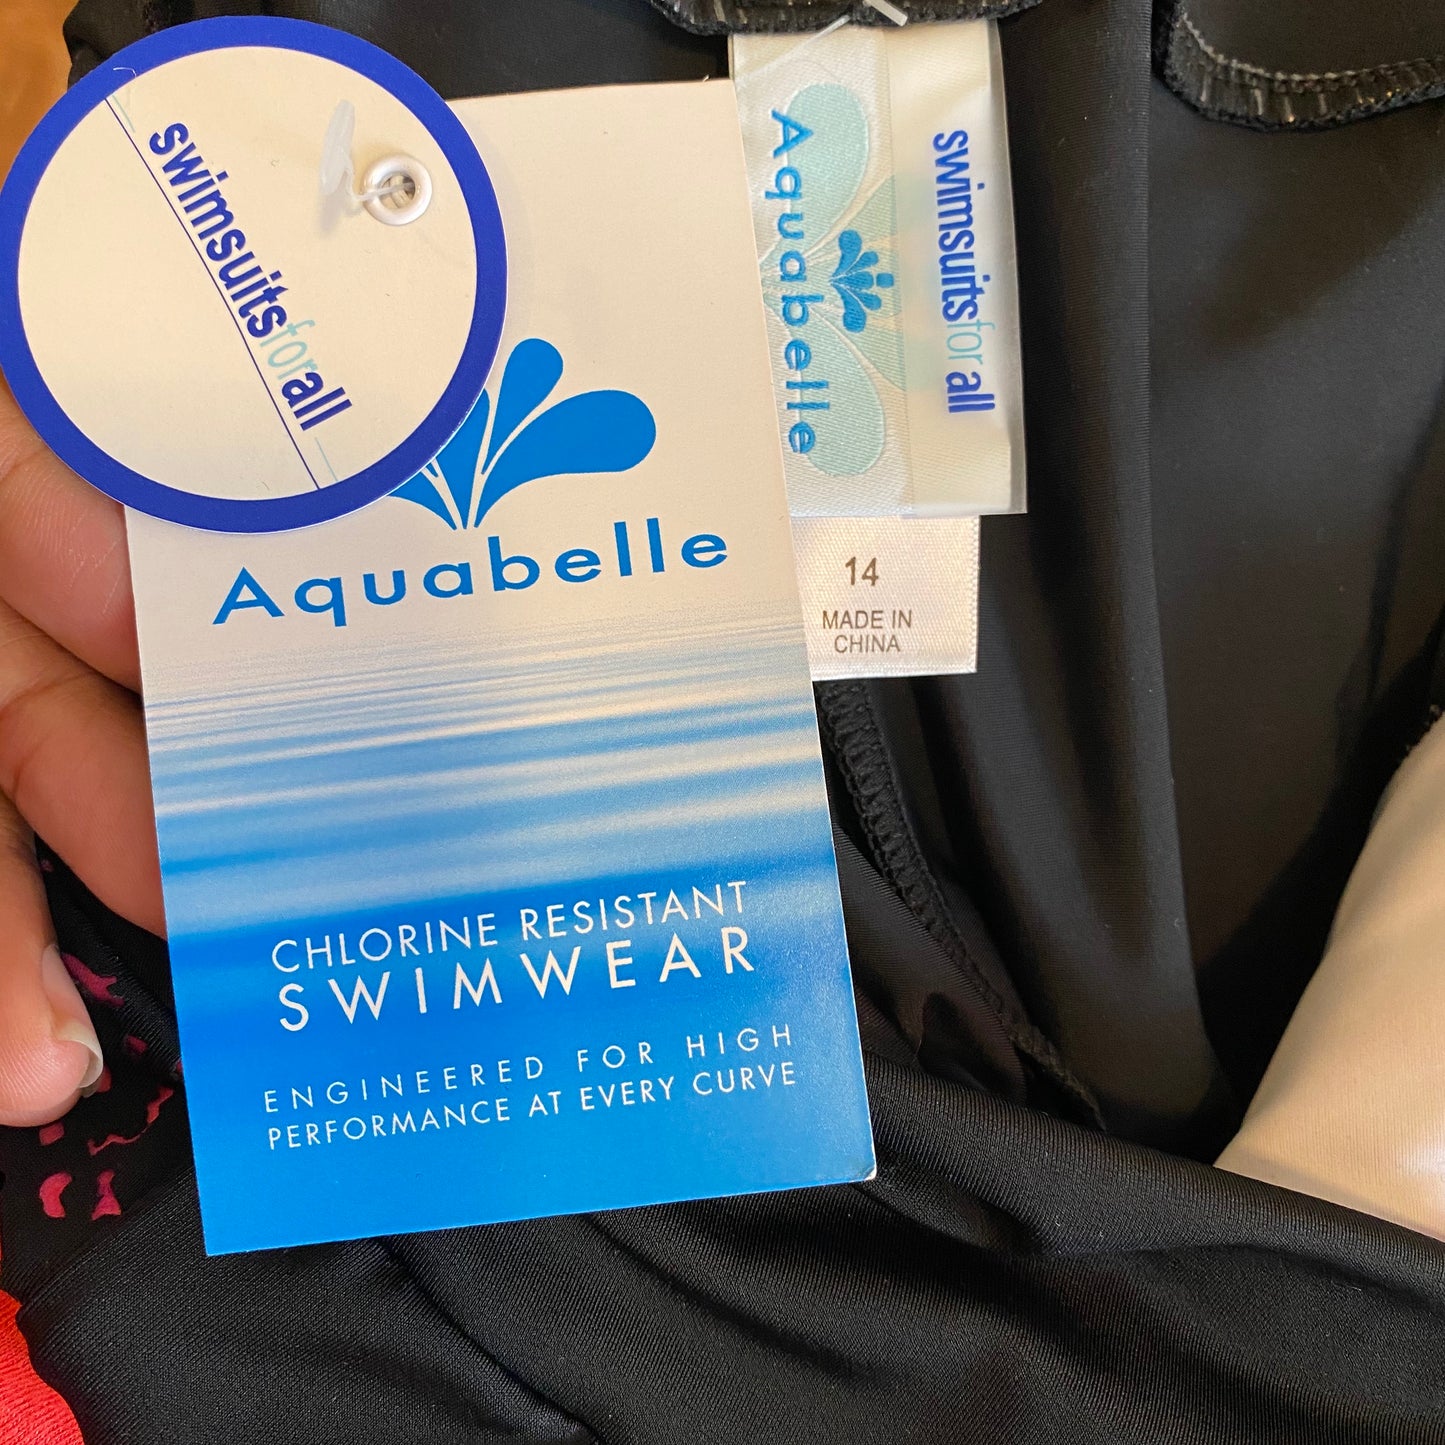 swimsuitsforall
Aquabelle
CHLORINE RESISTANT
SWIMWEAR
ENGINEERED FOR HIGH
PERFORMANCE AT EVERY CURVE
Aquabelle
swimsuitsforall
14
MADE IN
CHINA